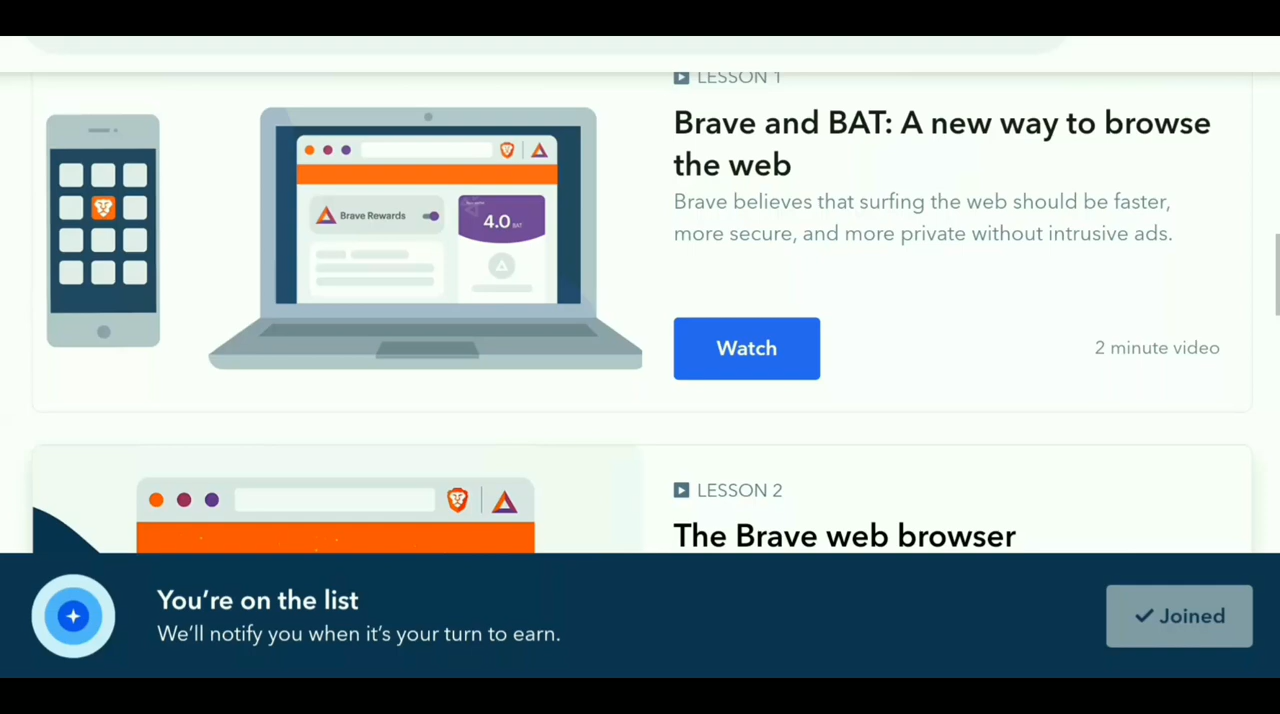 LESSON 1
Brave and BAT: A new way to browse
the web
Brave believes that surfing the web should be faster,
more secure, and more private without intrusive ads.
Brave Rewards
4.0 BAT
Watch
2 minute video
LESSON 2
The Brave web browser
You’re on the list
We’ll notify you when it’s your turn to earn.
Joined